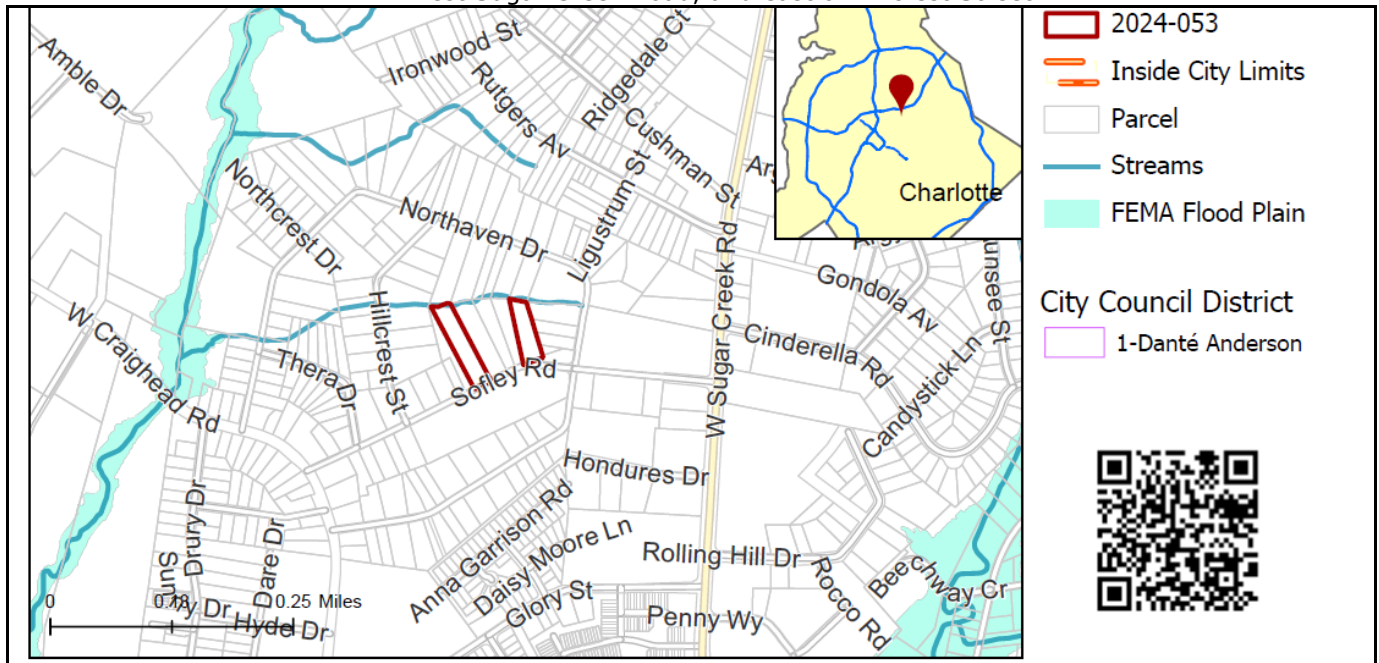 Ironwood St
Ridgedale Ct
Amble Dr
Rutgers Av
Cushman St
Charlotte
Northcrest Dr
Northaven Dr
Ligustrum St
W Sugar Creek Rd
Gondola Av
Hillcrest St
Cinderella Rd
W Craighead Rd
Thera Dr
Sofley Rd
Candystick Ln
Hondures Dr
Drury Dr
Dare Dr
Anna Garrison Rd
Daisy Moore Ln
Rolling Hill Dr
Glory St
Rocco Rd
Beechway Cr
Penny Wy
Hyde Dr
0 0.25 Miles
2024-053
Inside City Limits
Parcel
Streams
FEMA Flood Plain
City Council District
1-Danté Anderson